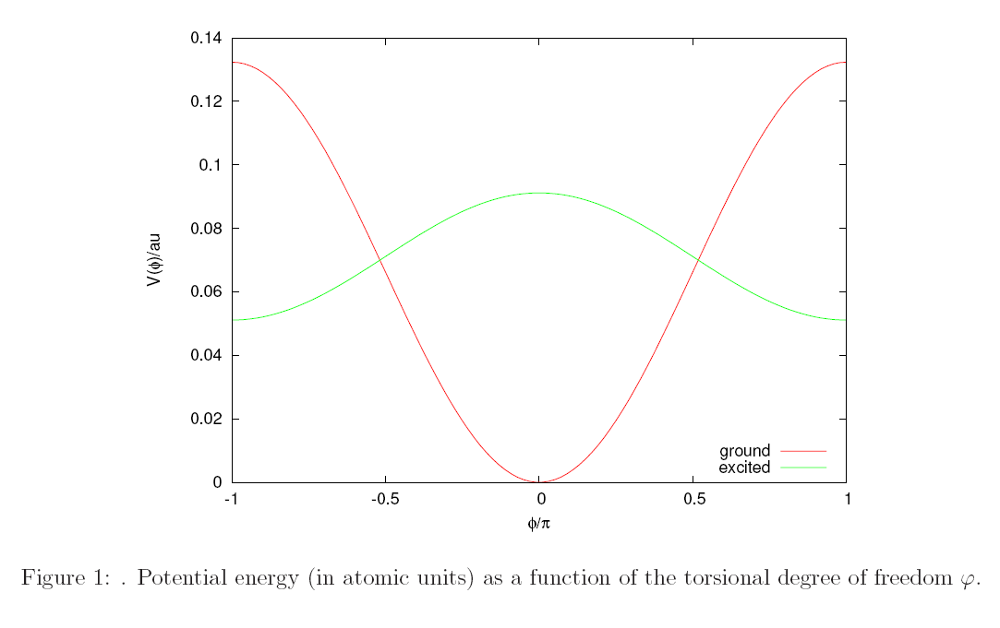 0.14
0.12
0.1
0.08
0.06
0.04
0.02
0
V(ϕ)/au
-1
-0.5
0
0.5
1
ϕ/π
ground
excited
Figure 1: . Potential energy (in atomic units) as a function of the torsional degree of freedom φ.